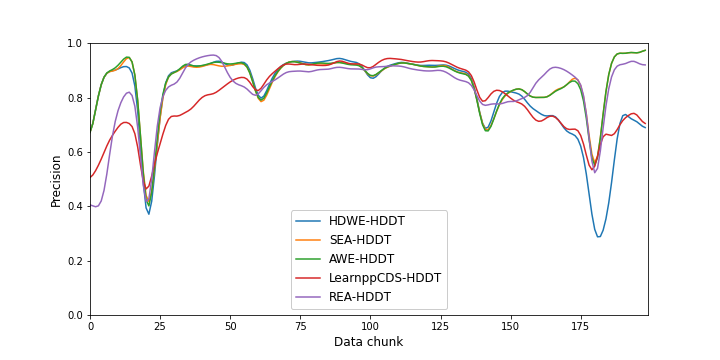 1.0
0.8
0.6
0.4
0.2
0.0
Precision
HDWE-HDDT
SEA-HDDT
AWE-HDDT
LearnppCDS-HDDT
REA-HDDT
0 25 50 75 100 125 150 175
Data chunk